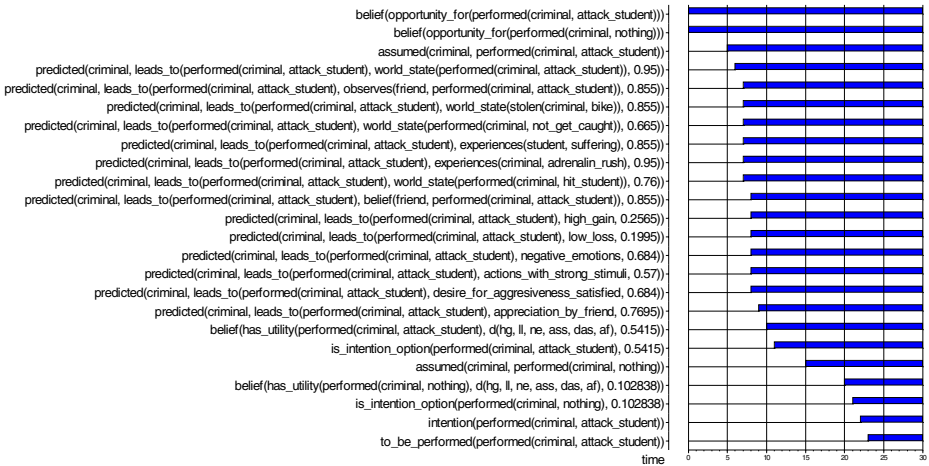 belief(opportunity_for(performed(criminal, attack_student)))
belief(opportunity_for(performed(criminal, nothing)))
assumed(criminal, performed(criminal, attack_student))
predicted(criminal, leads_to(performed(criminal, attack_student), world_state(performed(criminal, attack_student)), 0.95))
predicted(criminal, leads_to(performed(criminal, attack_student), observes(friend, performed(criminal, attack_student)), 0.855))
predicted(criminal, leads_to(performed(criminal, attack_student), world_state(stolen(criminal, bike)), 0.855))
predicted(criminal, leads_to(performed(criminal, attack_student), world_state(performed(criminal, not_get_caught)), 0.665))
predicted(criminal, leads_to(performed(criminal, attack_student), experiences(student, suffering), 0.855))
predicted(criminal, leads_to(performed(criminal, attack_student), experiences(criminal, adrenalin_rush), 0.95))
predicted(criminal, leads_to(performed(criminal, attack_student), world_state(performed(criminal, hit_student)), 0.76))
predicted(criminal, leads_to(performed(criminal, attack_student), belief(friend, performed(criminal, attack_student)), 0.855))
predicted(criminal, leads_to(performed(criminal, attack_student), high_gain, 0.2565))
predicted(criminal, leads_to(performed(criminal, attack_student), low_loss, 0.1995))
predicted(criminal, leads_to(performed(criminal, attack_student), negative_emotions, 0.684))
predicted(criminal, leads_to(performed(criminal, attack_student), actions_with_strong_stimuli, 0.57))
predicted(criminal, leads_to(performed(criminal, attack_student), desire_for_aggresiveness_satisfied, 0.684))
predicted(criminal, leads_to(performed(criminal, attack_student), appreciation_by_friend, 0.7695))
belief(has_utility(performed(criminal, attack_student), d(hg, ll, ne, ass, das, af), 0.5415))
is_intention_option(performed(criminal, attack_student), 0.5415)
assumed(criminal, performed(criminal, nothing))
belief(has_utility(performed(criminal, nothing), d(hg, ll, ne, ass, das, af), 0.102838))
is_intention_option(performed(criminal, nothing), 0.102838)
intention(performed(criminal, attack_student))
to_be_performed(performed(criminal, attack_student))
time 0 5 10 15 20 25 30